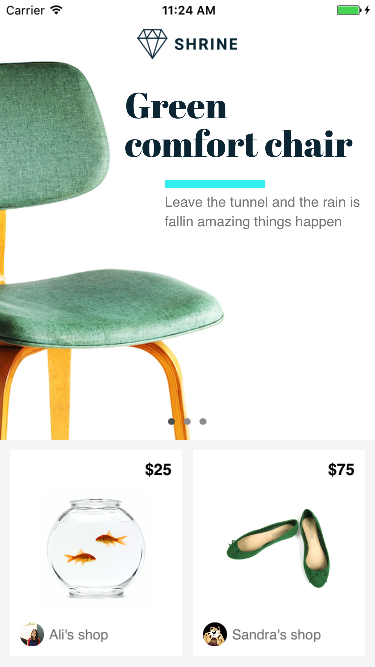 Carrier 11:24 AM
SHRINE
Green
comfort chair
Leave the tunnel and the rain is
fallin amazing things happen
$25 $75
Ali's shop Sandra's shop